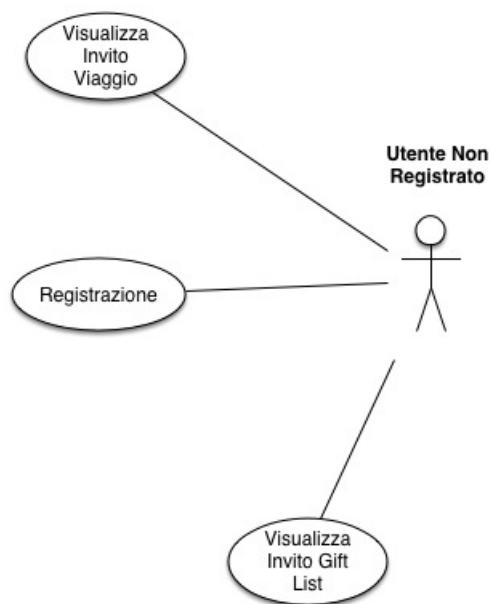 Visualizza
Invito
Viaggio
Utente Non
Registrato
Registrazione
Visualizza
Invito Gift
List